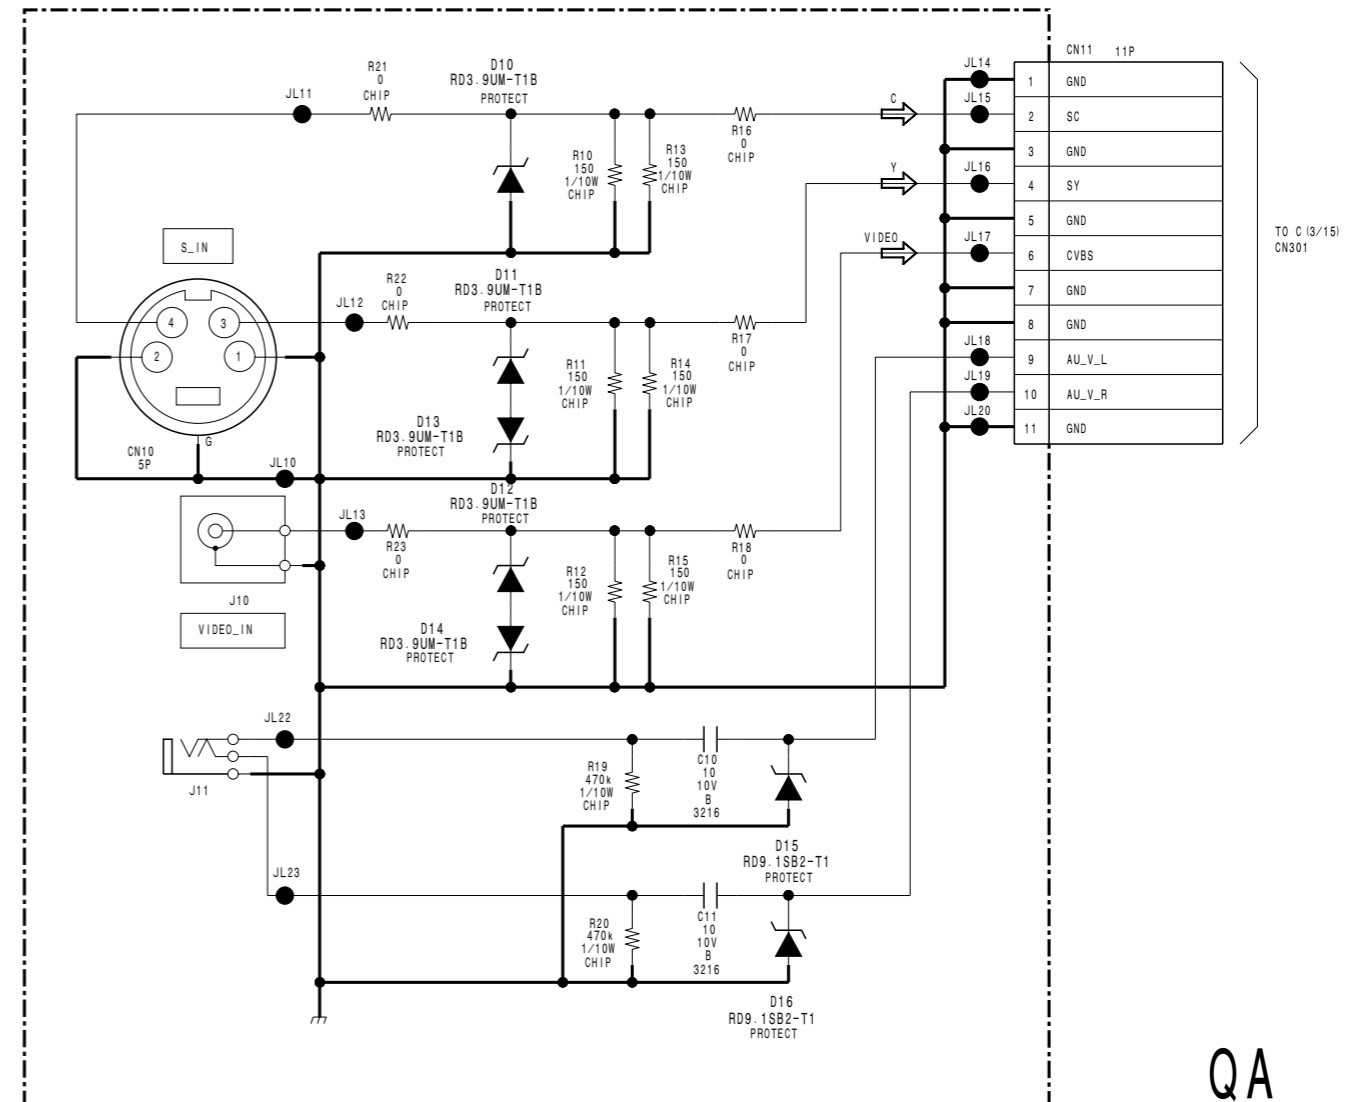 CN11 11P
JL14
1 GND
JL15
2 SC
3 GND
JL16
4 SY
5 GND
JL17
6 CVBS
7 GND
8 GND
JL18
9 AU_V_L
JL19
10 AU_V_R
JL20
11 GND
TO C (3/15)
CN301
C
Y
VIDEO
JL11
R21
0
CHIP
D10
RD3.9UM-T1B
PROTECT
R10
150
1/10W
CHIP
R13
150
1/10W
CHIP
R16
0
CHIP
S_IN
4
3
2
1
G
CN10
5P
JL10
JL12
R22
0
CHIP
D11
RD3.9UM-T1B
PROTECT
D13
RD3.9UM-T1B
PROTECT
R11
150
1/10W
CHIP
R14
150
1/10W
CHIP
R17
0
CHIP
JL13
R23
0
CHIP
J10
VIDEO_IN
D12
RD3.9UM-T1B
PROTECT
D14
RD3.9UM-T1B
PROTECT
R12
150
1/10W
CHIP
R15
150
1/10W
CHIP
R18
0
CHIP
JL22
J11
R19
470k
1/10W
CHIP
C10
10
10V
B
3216
D15
RD9.1SB2-T1
PROTECT
JL23
R20
470k
1/10W
CHIP
C11
10
10V
B
3216
D16
RD9.1SB2-T1
PROTECT
QA